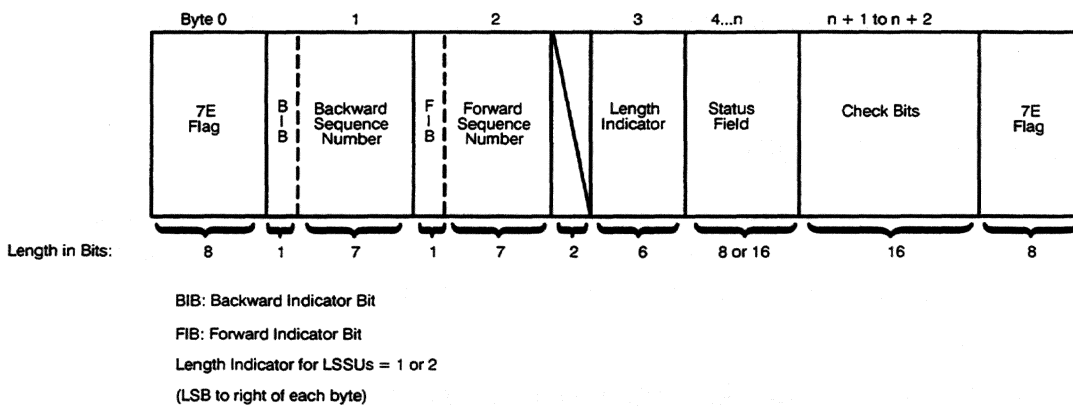 Byte 0 1 2 3 4...n n + 1 to n + 2
7E Flag
B I B
Backward Sequence Number
F I B
Forward Sequence Number
Length Indicator
Status Field
Check Bits
7E Flag
Length in Bits: 8 1 7 1 7 2 6 8 or 16 16 8
BIB: Backward Indicator Bit
FIB: Forward Indicator Bit
Length Indicator for LSSUs = 1 or 2
(LSB to right of each byte)